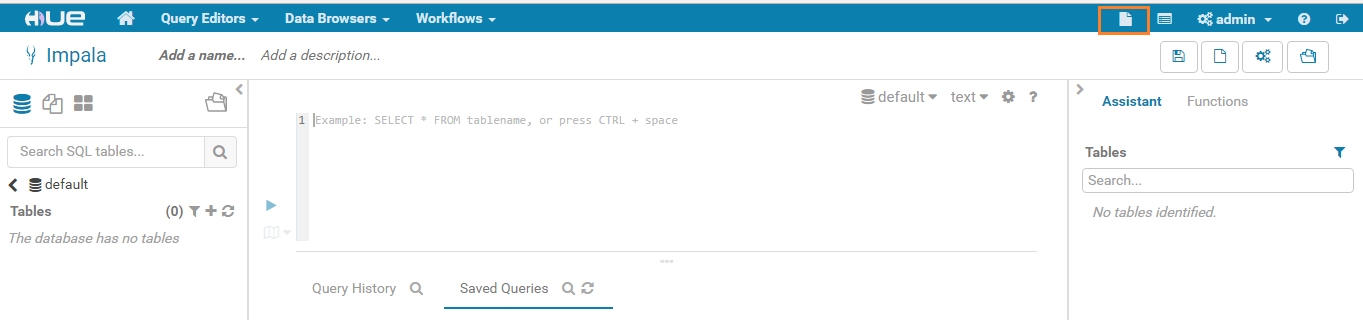 HUE Query Editors Data Browsers Workflows admin ?
Impala Add a name... Add a description...
default text ?
Assistant Functions
1 Example: SELECT * FROM tablename, or press CTRL + space
Search SQL tables...
default
Tables (0)
The database has no tables
Tables
Search...
No tables identified.
Query History Saved Queries